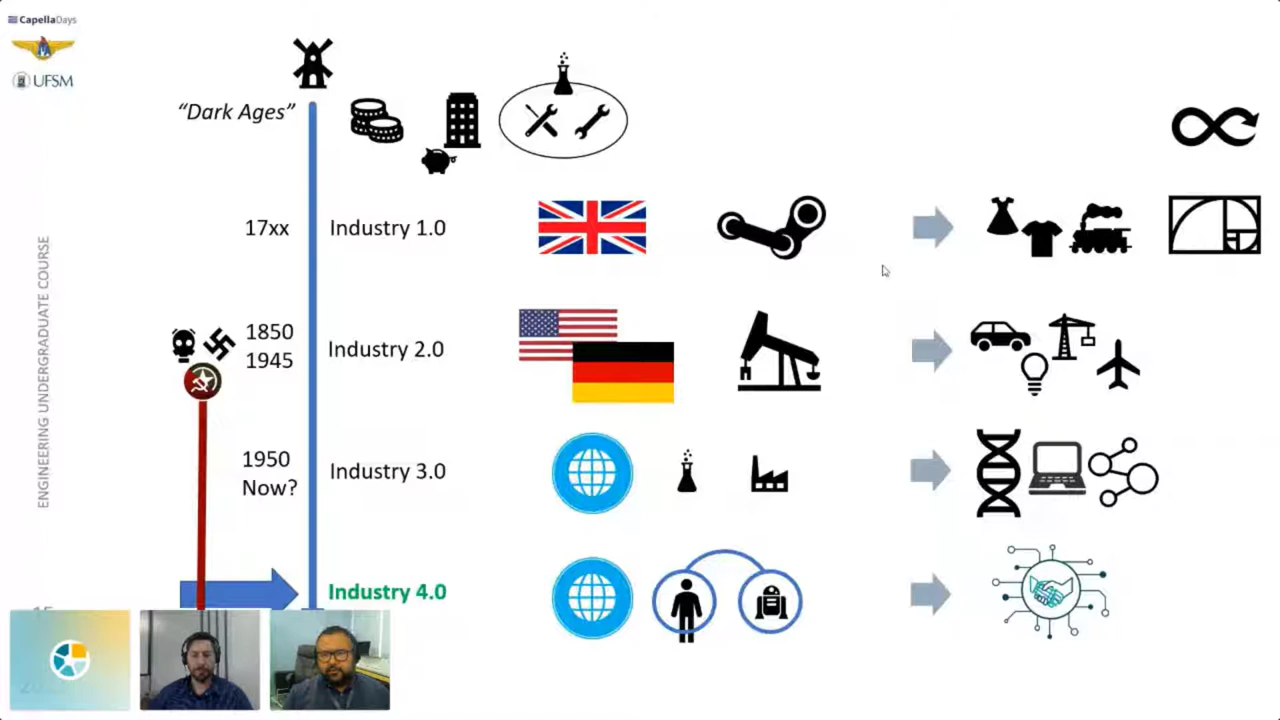 CapellaDays
UFSM
"Dark Ages"
17xx
Industry 1.0
1850
1945
Industry 2.0
1950
Now?
Industry 3.0
Industry 4.0
ENGINEERING UNDERGRADUATE COURSE